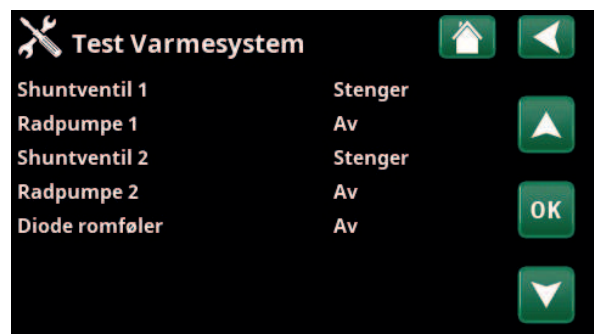 Test Varmesystem
Shuntventil 1 Stenger
Radpumpe 1 Av
Shuntventil 2 Stenger
Radpumpe 2 Av
Diode romføler Av
OK